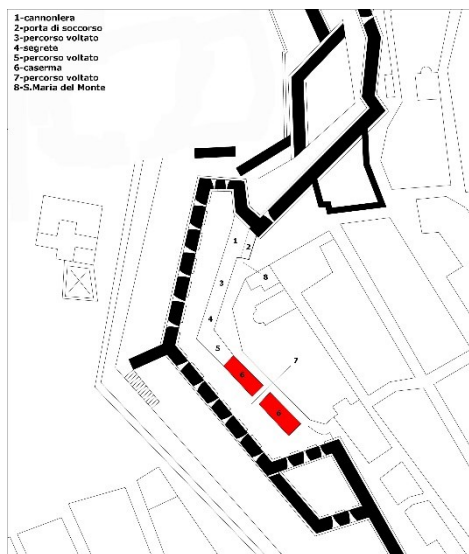 1-cannonlera
2-porta di soccorso
3-percorso voltato
4-segrete
5-percorso voltato
6-caserma
7-percorso voltato
8-S.Maria del Monte
1
2
8
3
4
5
7
6
6